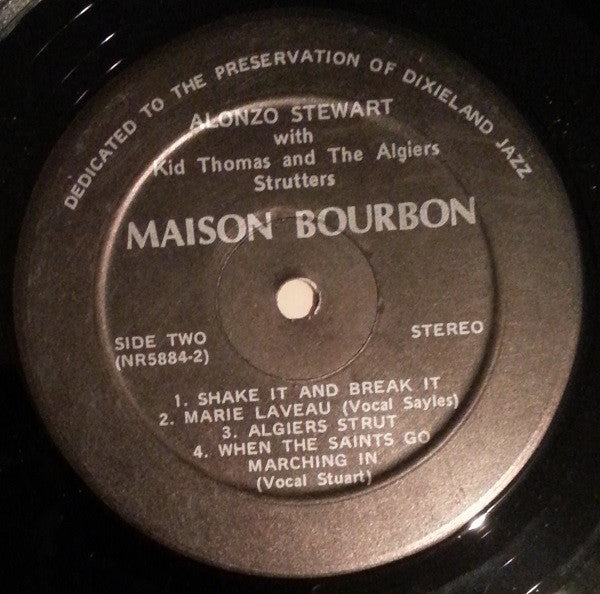 DEDICATED TO THE PRESERVATION OF DIXIELAND JAZZ
ALONZO STEWART
with
Kid Thomas and The Algiers
Strutters
MAISON BOURBON
SIDE TWO
(NR5884-2)
STEREO
1. SHAKE IT AND BREAK IT
2. MARIE LAVEAU (Vocal Sayles)
3. ALGIERS STRUT
4. WHEN THE SAINTS GO
MARCHING IN
(Vocal Stuart)